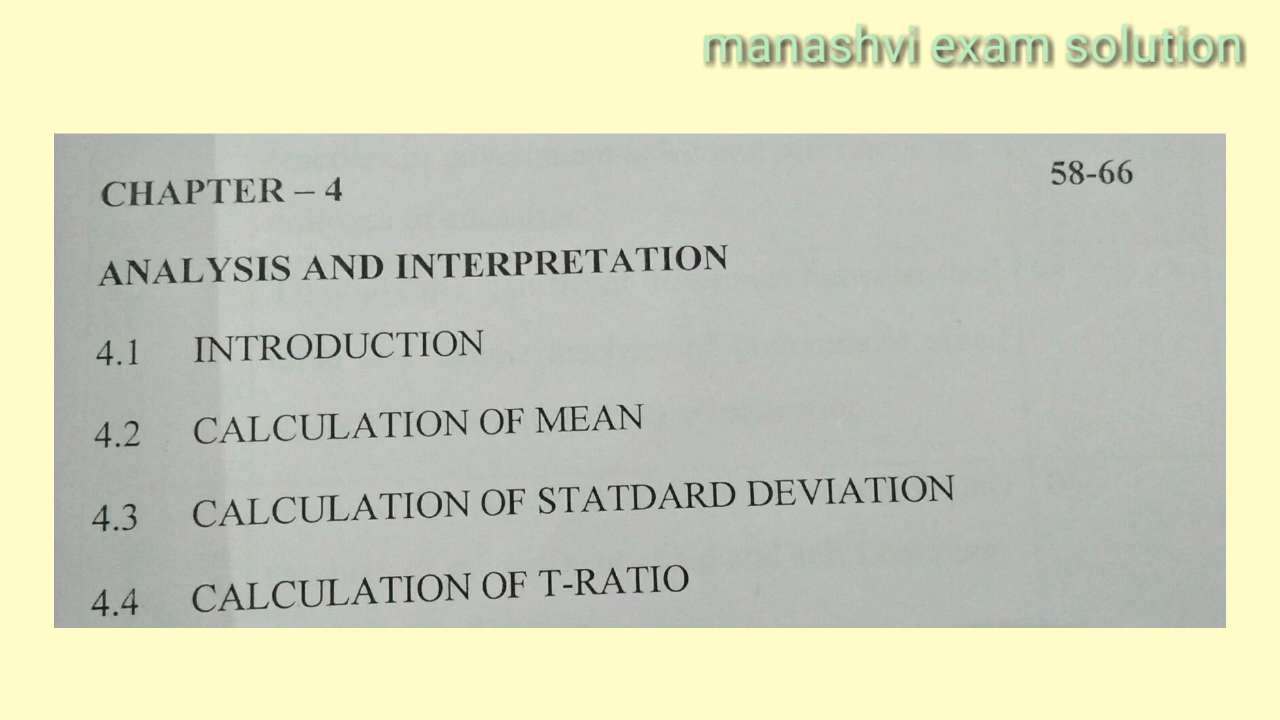 manashvi exam solution
CHAPTER – 4 58-66
ANALYSIS AND INTERPRETATION
4.1 INTRODUCTION
4.2 CALCULATION OF MEAN
4.3 CALCULATION OF STATDARD DEVIATION
4.4 CALCULATION OF T-RATIO